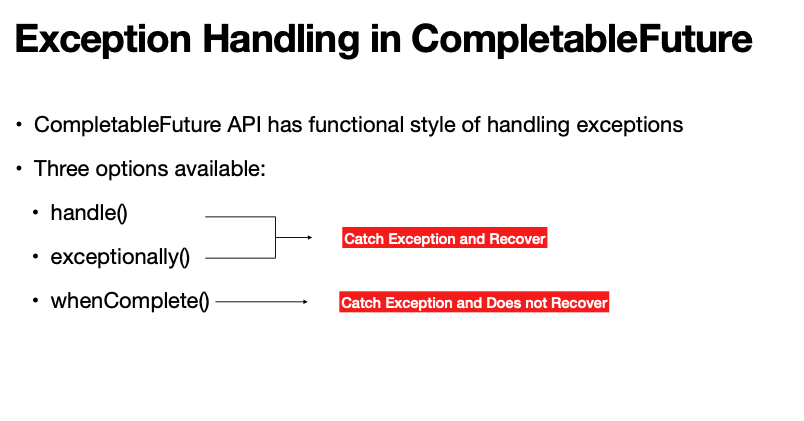 Exception Handling in CompletableFuture
• CompletableFuture API has functional style of handling exceptions
• Three options available:
• handle()
• exceptionally()
Catch Exception and Recover
• whenComplete()
Catch Exception and Does not Recover